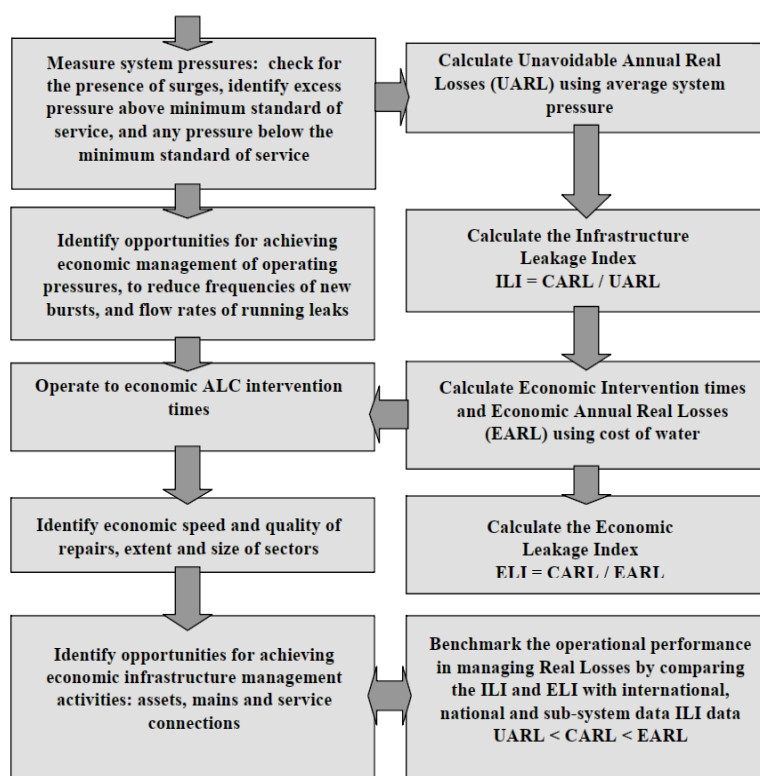 Measure system pressures: check for
the presence of surges, identify excess
pressure above minimum standard of
service, and any pressure below the
minimum standard of service
Calculate Unavoidable Annual Real
Losses (UARL) using average system
pressure
Identify opportunities for achieving
economic management of operating
pressures, to reduce frequencies of new
bursts, and flow rates of running leaks
Calculate the Infrastructure
Leakage Index
ILI = CARL / UARL
Operate to economic ALC intervention
times
Calculate Economic Intervention times
and Economic Annual Real Losses
(EARL) using cost of water
Identify economic speed and quality of
repairs, extent and size of sectors
Calculate the Economic
Leakage Index
ELI = CARL / EARL
Identify opportunities for achieving
economic infrastructure management
activities: assets, mains and service
connections
Benchmark the operational performance
in managing Real Losses by comparing
the ILI and ELI with international,
national and sub-system data ILI data
UARL < CARL < EARL